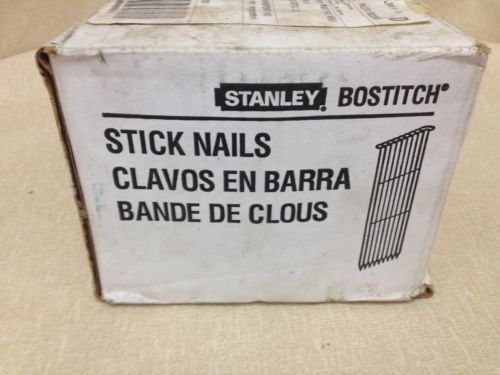 STANLEY® BOSTITCH®
STICK NAILS
CLAVOS EN BARRA
BANDE DE CLOUS